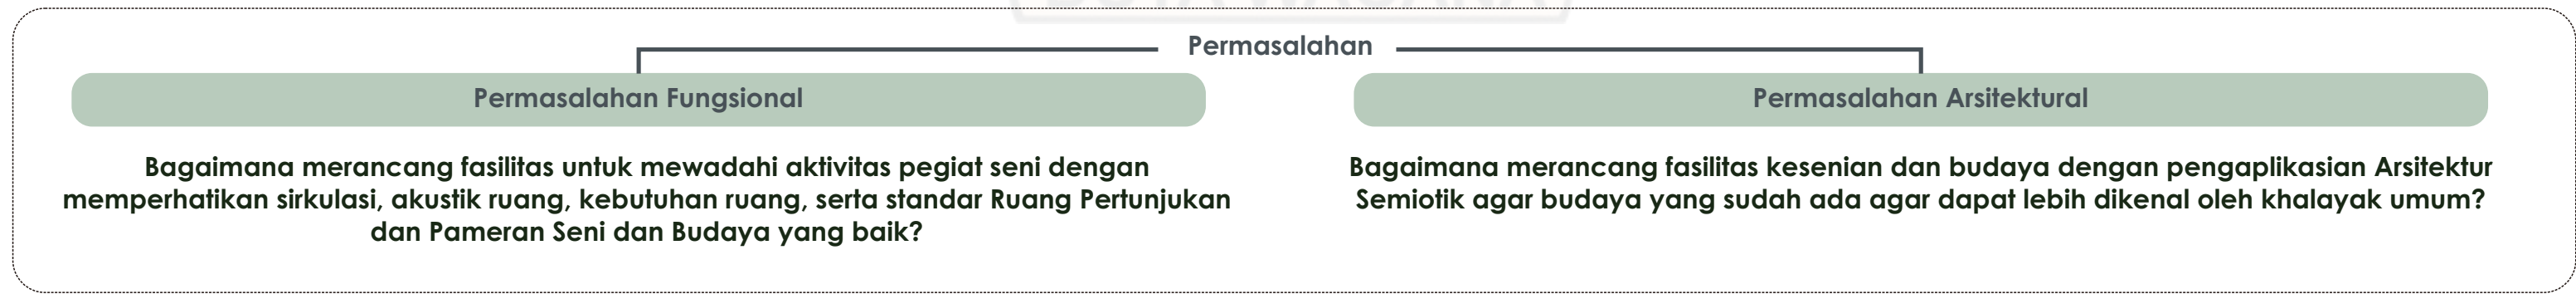 Permasalahan
Permasalahan Fungsional
Bagaimana merancang fasilitas untuk mewadahi aktivitas pegiat seni dengan
memperhatikan sirkulasi, akustik ruang, kebutuhan ruang, serta standar Ruang Pertunjukan
dan Pameran Seni dan Budaya yang baik?
Permasalahan Arsitektural
Bagaimana merancang fasilitas kesenian dan budaya dengan pengaplikasian Arsitektur
Semiotik agar budaya yang sudah ada agar dapat lebih dikenal oleh khalayak umum?